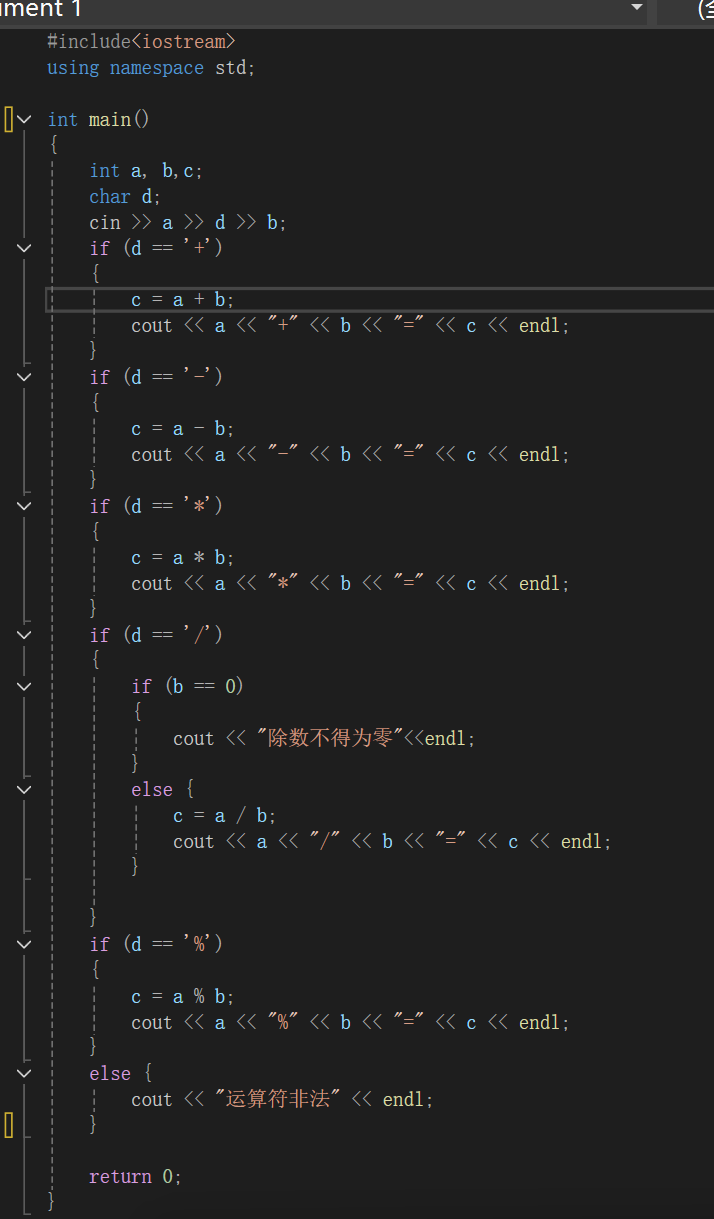 ument 1
(全
#include<iostream>
using namespace std;
int main()
{
int a, b,c;
char d;
cin >> a >> d >> b;
if (d == '+')
{
c = a + b;
cout << a << "+" << b << "=" << c << endl;
}
if (d == '-')
{
c = a - b;
cout << a << "-" << b << "=" << c << endl;
}
if (d == '*')
{
c = a * b;
cout << a << "*" << b << "=" << c << endl;
}
if (d == '/')
{
if (b == 0)
{
cout << "除数不得为零"<<endl;
}
else {
c = a / b;
cout << a << "/" << b << "=" << c << endl;
}
}
if (d == '%')
{
c = a % b;
cout << a << "%" << b << "=" << c << endl;
}
else {
cout << "运算符非法" << endl;
}
return 0;
}